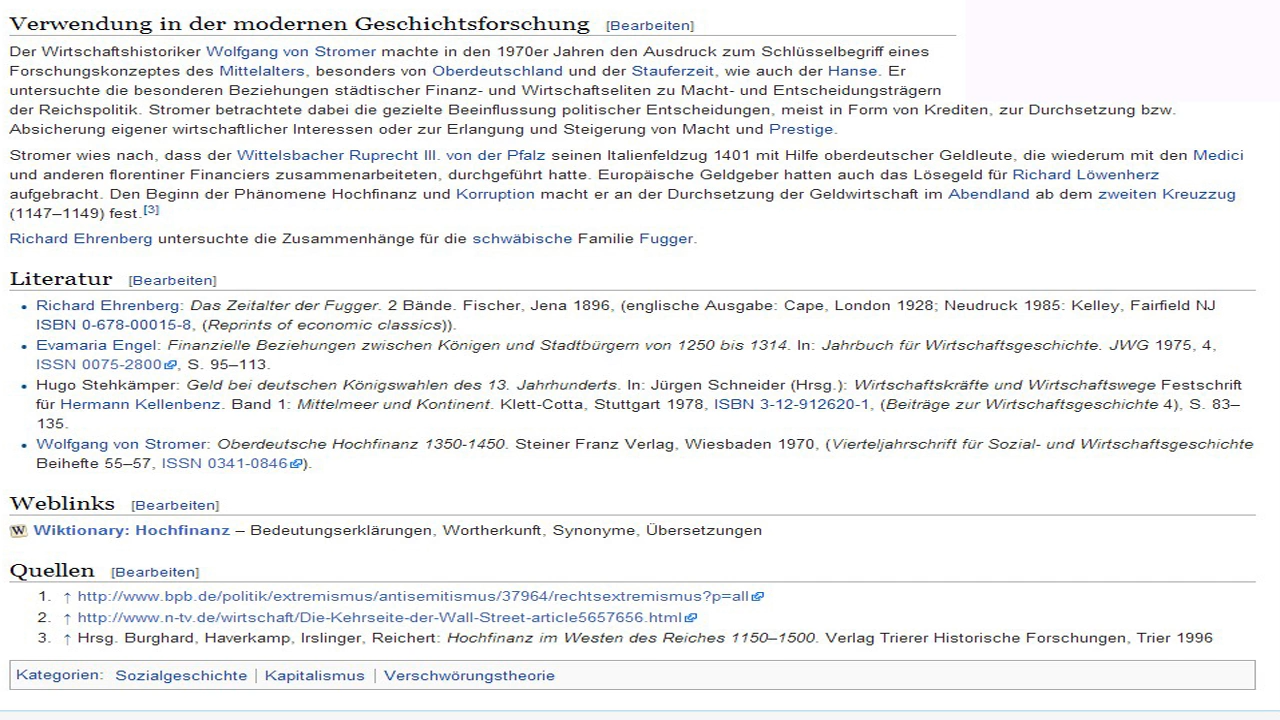 Verwendung in der modernen Geschichtsforschung [Bearbeiten]
Der Wirtschaftshistoriker Wolfgang von Stromer machte in den 1970er Jahren den Ausdruck zum Schlüsselbegriff eines
Forschungskonzeptes des Mittelalters, besonders von Oberdeutschland und der Stauferzeit, wie auch der Hanse. Er
untersuchte die besonderen Beziehungen städtischer Finanz- und Wirtschaftseliten zu Macht- und Entscheidungsträgern
der Reichspolitik. Stromer betrachtete dabei die gezielte Beeinflussung politischer Entscheidungen, meist in Form von Krediten, zur Durchsetzung bzw.
Absicherung eigener wirtschaftlicher Interessen oder zur Erlangung und Steigerung von Macht und Prestige.
Stromer wies nach, dass der Wittelsbacher Ruprecht III. von der Pfalz seinen Italienfeldzug 1401 mit Hilfe oberdeutscher Geldleute, die wiederum mit den Medici
und anderen florentiner Financiers zusammenarbeiteten, durchgeführt hatte. Europäische Geldgeber hatten auch das Lösegeld für Richard Löwenherz
aufgebracht. Den Beginn der Phänomene Hochfinanz und Korruption macht er an der Durchsetzung der Geldwirtschaft im Abendland ab dem zweiten Kreuzzug
(1147–1149) fest.[3]
Richard Ehrenberg untersuchte die Zusammenhänge für die schwäbische Familie Fugger.
Literatur [Bearbeiten]
• Richard Ehrenberg: Das Zeitalter der Fugger. 2 Bände. Fischer, Jena 1896, (englische Ausgabe: Cape, London 1928; Neudruck 1985: Kelley, Fairfield NJ
ISBN 0-678-00015-8, (Reprints of economic classics)).
• Evamaria Engel: Finanzielle Beziehungen zwischen Königen und Stadtbürgern von 1250 bis 1314. In: Jahrbuch für Wirtschaftsgeschichte. JWG 1975, 4,
ISSN 0075-2800, S. 95–113.
• Hugo Stehkämper: Geld bei deutschen Königswahlen des 13. Jahrhunderts. In: Jürgen Schneider (Hrsg.): Wirtschaftskräfte und Wirtschaftswege Festschrift
für Hermann Kellenbenz. Band 1: Mittelmeer und Kontinent. Klett-Cotta, Stuttgart 1978, ISBN 3-12-912620-1, (Beiträge zur Wirtschaftsgeschichte 4), S. 83–
135.
• Wolfgang von Stromer: Oberdeutsche Hochfinanz 1350-1450. Steiner Franz Verlag, Wiesbaden 1970, (Vierteljahrschrift für Sozial- und Wirtschaftsgeschichte
Beihefte 55–57, ISSN 0341-0846).
Weblinks [Bearbeiten]
W Wiktionary: Hochfinanz – Bedeutungserklärungen, Wortherkunft, Synonyme, Übersetzungen
Quellen [Bearbeiten]
1. ↑ http://www.bpb.de/politik/extremismus/antisemitismus/37964/rechtsextremismus?p=all
2. ↑ http://www.n-tv.de/wirtschaft/Die-Kehrseite-der-Wall-Street-article5657656.html
3. ↑ Hrsg. Burghard, Haverkamp, Irslinger, Reichert: Hochfinanz im Westen des Reiches 1150–1500. Verlag Trierer Historische Forschungen, Trier 1996
Kategorien: Sozialgeschichte | Kapitalismus | Verschwörungstheorie